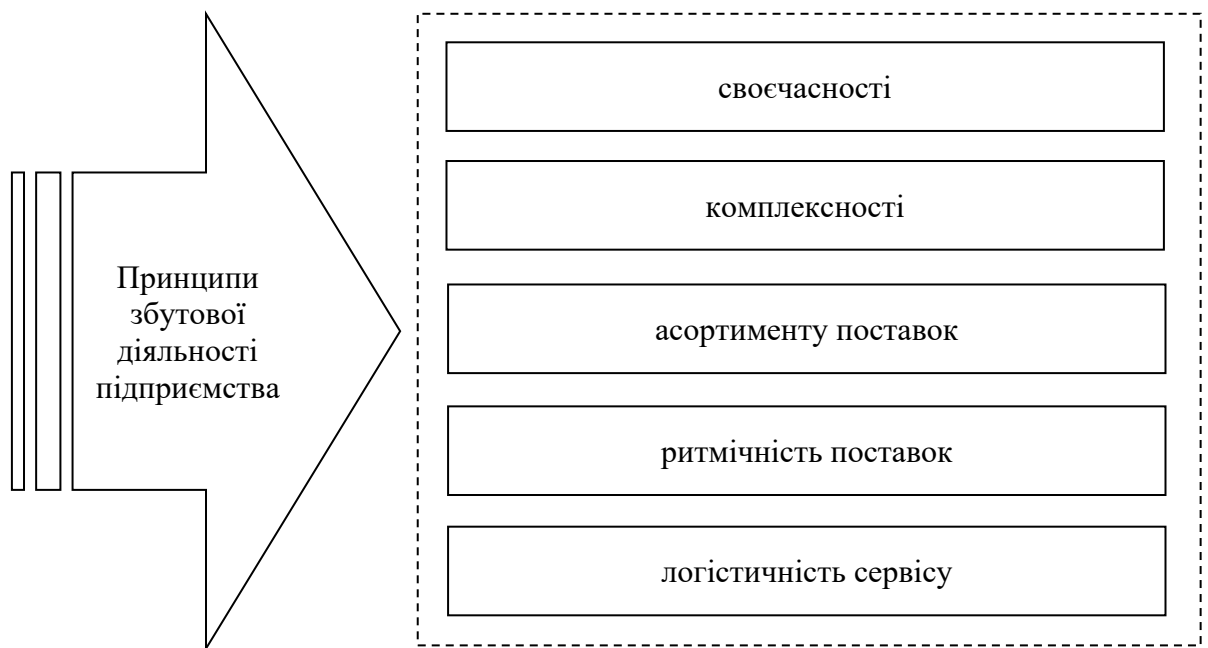 Принципи
збутової
діяльності
підприємства
своєчасності
комплексності
асортименту поставок
ритмічність поставок
логістичність сервісу